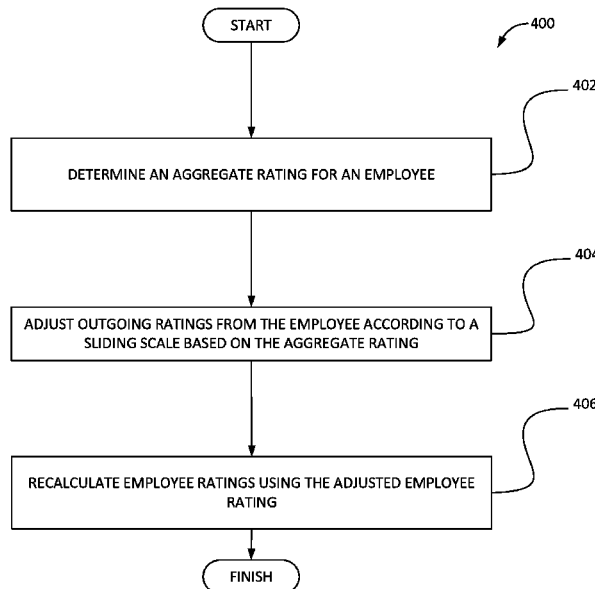 START
400
402
DETERMINE AN AGGREGATE RATING FOR AN EMPLOYEE
404
ADJUST OUTGOING RATINGS FROM THE EMPLOYEE ACCORDING TO A
SLIDING SCALE BASED ON THE AGGREGATE RATING
406
RECALCULATE EMPLOYEE RATINGS USING THE ADJUSTED EMPLOYEE
RATING
FINISH